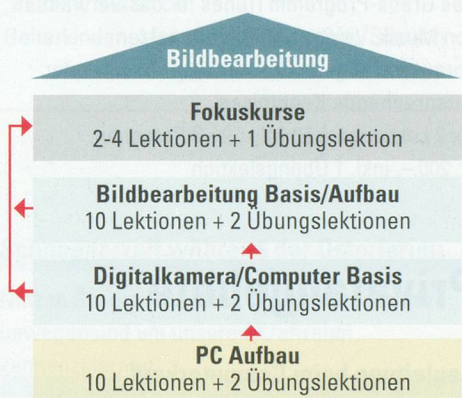 Bildbearbeitung
Fokuskurse
2-4 Lektionen + 1 Übungslektion
Bildbearbeitung Basis/Aufbau
10 Lektionen + 2 Übungslektionen
Digitalkamera/Computer Basis
10 Lektionen + 2 Übungslektionen
PC Aufbau
10 Lektionen + 2 Übungslektionen